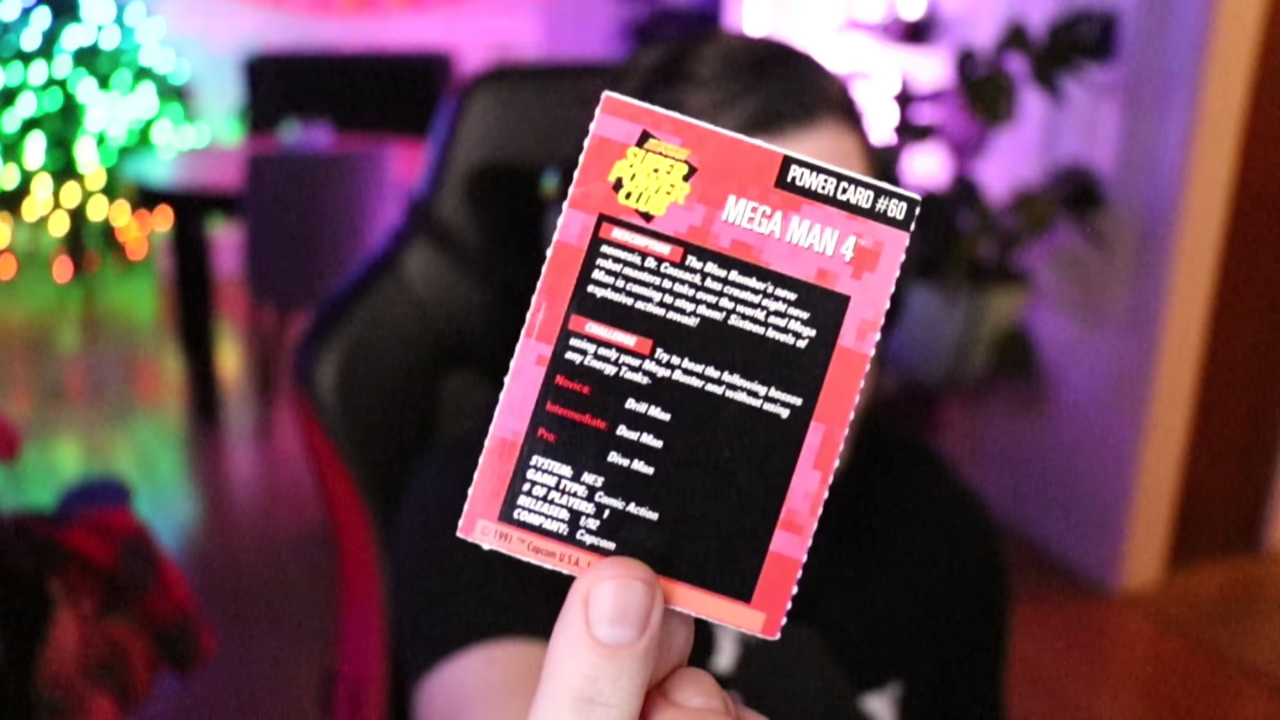 NINTENDO
SUPER
POWER
CLUB
POWER CARD #60
MEGA MAN 4
DESCRIPTION The Blue Bomber's new
nemesis, Dr. Cossack, has created eight new
robot masters to take over the world, and Mega
Man is coming to stop them! Sixteen levels of
explosive action await!
CHALLENGE Try to beat the following bosses
using only your Mega Buster and without using
any Energy Tanks-
Novice: Drill Man
Intermediate: Dust Man
Pro: Dive Man
SYSTEM: NES
GAME TYPE: Comic Action
# OF PLAYERS: 1
RELEASED: 1/92
COMPANY: Capcom
© 1991 ™ Capcom U.S.A.